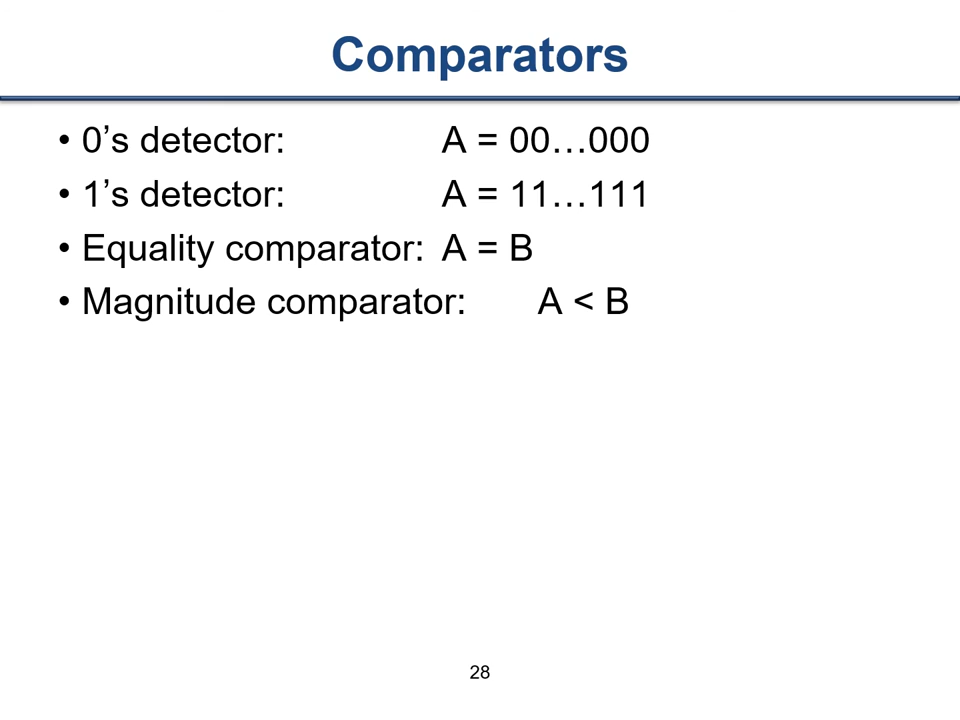 Comparators
• 0’s detector: A = 00…000
• 1’s detector: A = 11…111
• Equality comparator: A = B
• Magnitude comparator: A < B
28